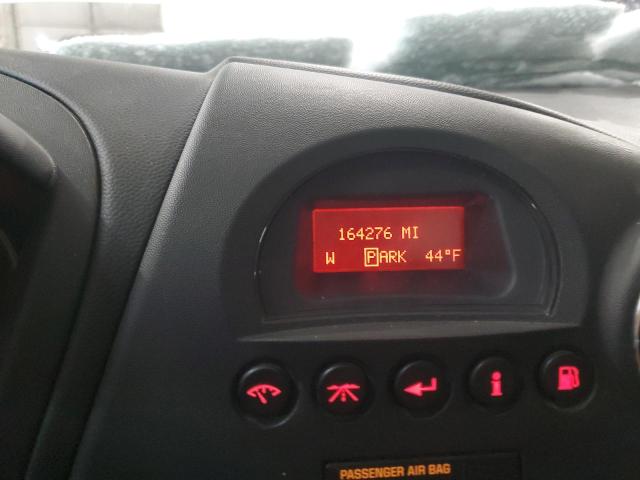 164276 MI
W PARK 44°F
i
PASSENGER AIR BAG